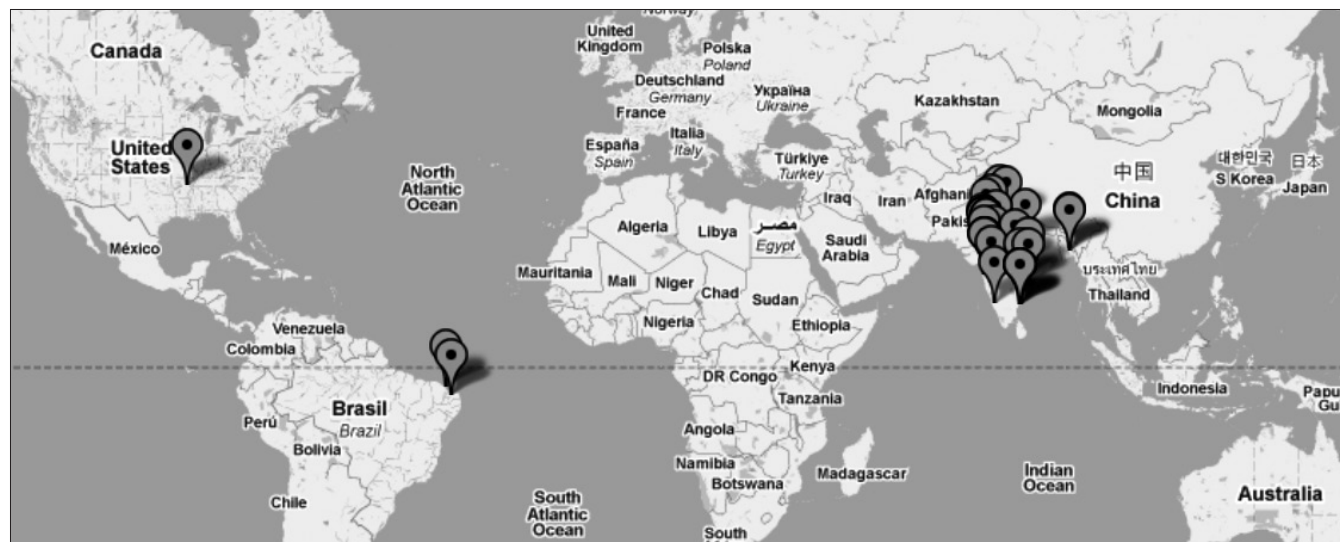 Norway
Canada
United
Kingdom
Polska
Poland
Deutschland
Germany
Україна
Ukraine
Kazakhstan
Mongolia
France
Italia
Italy
España
Spain
Türkiye
Turkey
United
States
North
Atlantic
Ocean
대한민국
S Korea
日本
Japan
中国
China
Iraq
Iran
Afghani
Pakis
México
Algeria
Libya
مصر
Egypt
Saudi
Arabia
Mauritania
Mali
Niger
Chad
Sudan
ประเทศไทย
Thailand
Venezuela
Colombia
Nigeria
Ethiopia
Kenya
DR Congo
Tanzania
Indonesia
Papu
Gu
Brasil
Brazil
Perú
Bolivia
Angola
Namibia
Botswana
Madagascar
Indian
Ocean
Chile
South
Atlantic
Ocean
South
Australia